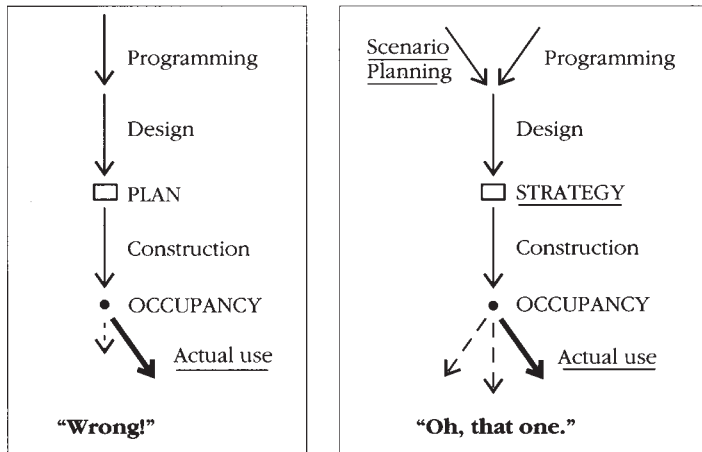 Programming
Design
PLAN
Construction
OCCUPANCY
Actual use
“Wrong!”
Scenario
Planning
Programming
Design
STRATEGY
Construction
OCCUPANCY
Actual use
“Oh, that one.”